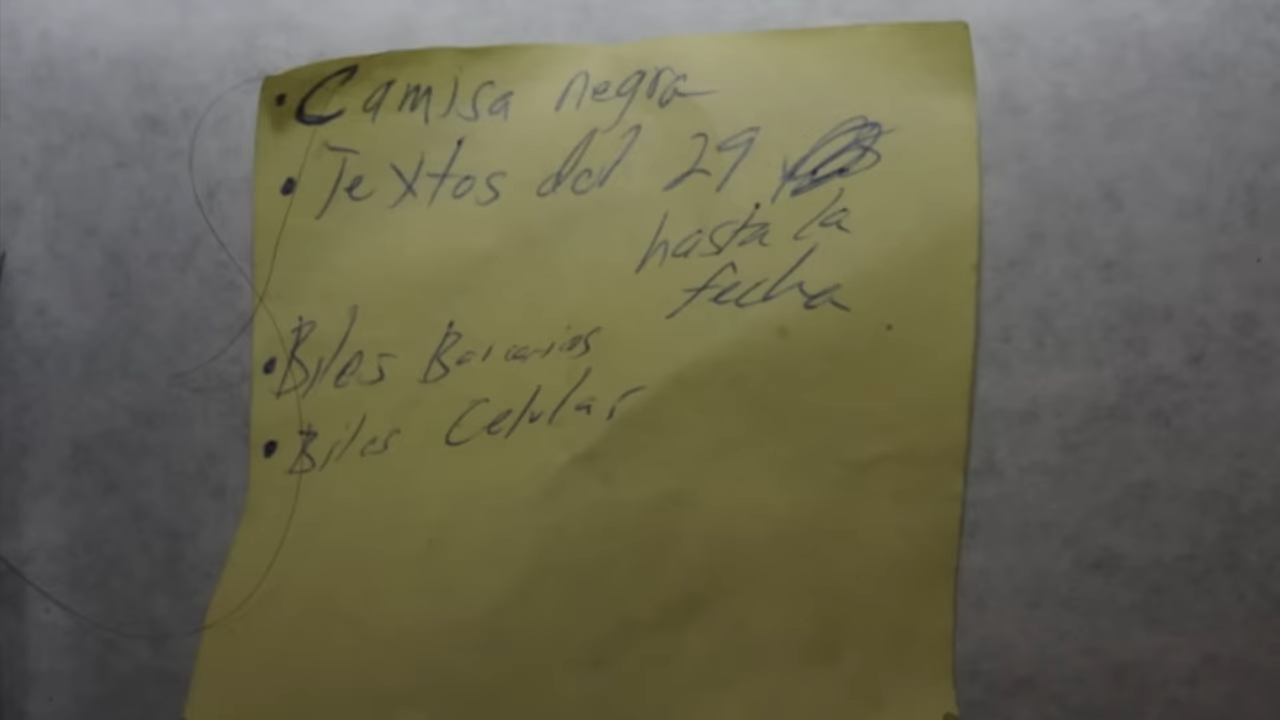 • Camisa negra
• Textos del 29
hasta la
fecha
• Biles Bancarios
• Biles Celular